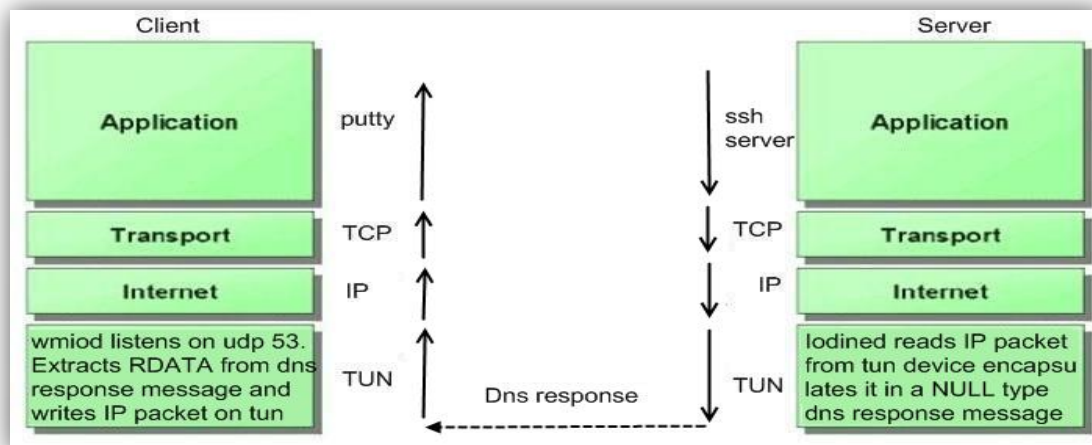 Client
Server
Application
putty
ssh
server
Application
Transport
TCP
TCP
Transport
Internet
IP
IP
Internet
wmiod listens on udp 53.
Extracts RDATA from dns
response message and
writes IP packet on tun
TUN
Dns response
TUN
Iodined reads IP packet
from tun device encapsu
lates it in a NULL type
dns response message